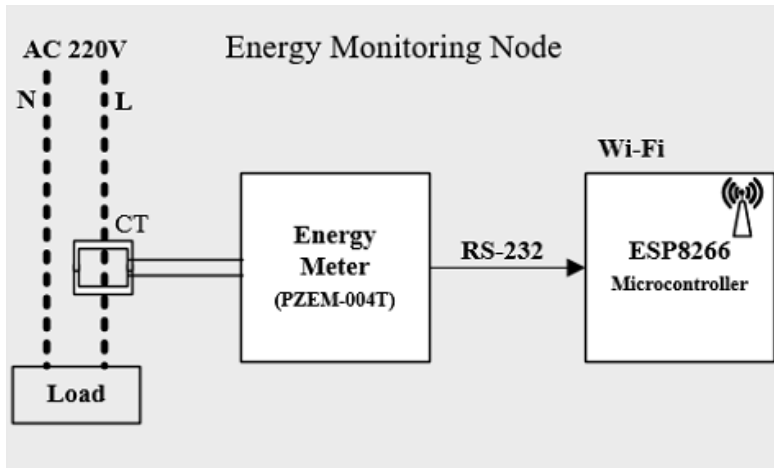 AC 220V
Energy Monitoring Node
N
L
Wi-Fi
CT
Energy
Meter
(PZEM-004T)
RS-232
ESP8266
Microcontroller
Load